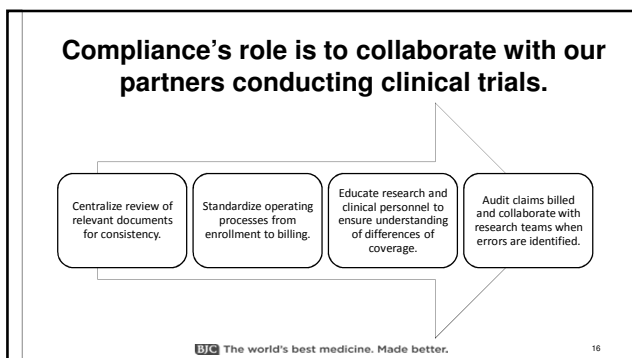 Compliance's role is to collaborate with our
partners conducting clinical trials.
Centralize review of
relevant documents
for consistency.
Standardize operating
processes from
enrollment to billing.
Educate research and
clinical personnel to
ensure understanding
of differences of
coverage.
Audit claims billed
and collaborate with
research teams when
errors are identified.
BJC The world's best medicine. Made better.
16